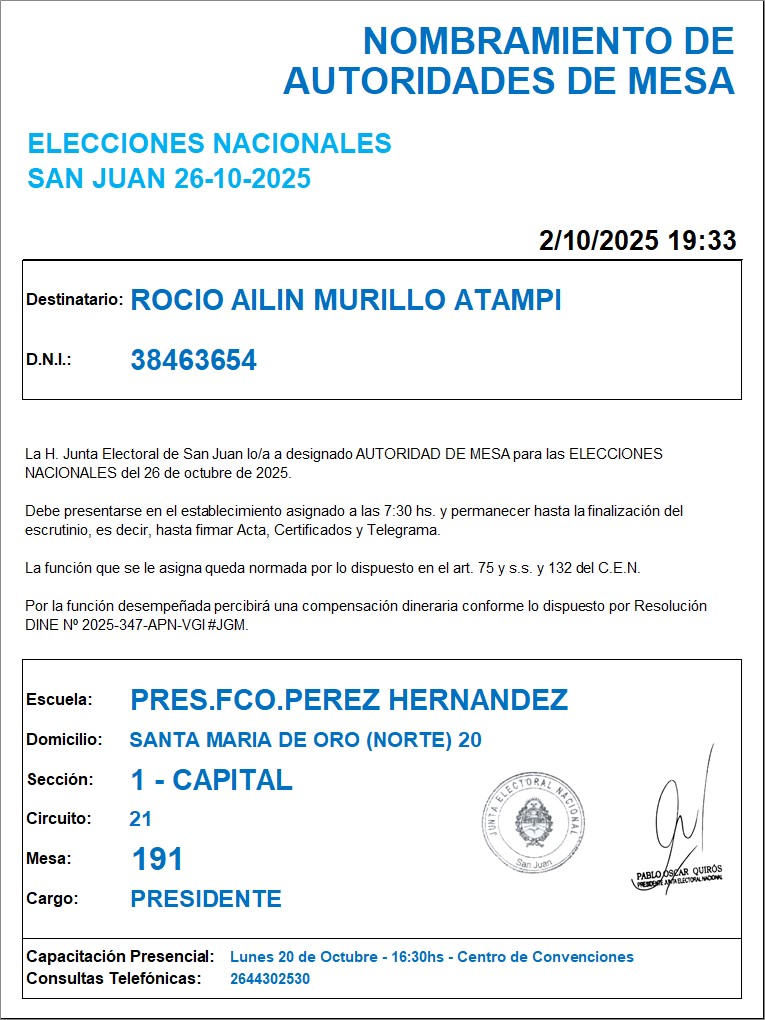 NOMBRAMIENTO DE
AUTORIDADES DE MESA
ELECCIONES NACIONALES
SAN JUAN 26-10-2025
2/10/2025 19:33
Destinatario: ROCIO AILIN MURILLO ATAMPI
D.N.I.: 38463654
La H. Junta Electoral de San Juan lo/a a designado AUTORIDAD DE MESA para las ELECCIONES
NACIONALES del 26 de octubre de 2025.
Debe presentarse en el establecimiento asignado a las 7:30 hs. y permanecer hasta la finalización del
escrutinio, es decir, hasta firmar Acta, Certificados y Telegrama.
La función que se le asigna queda normada por lo dispuesto en el art. 75 y s.s. y 132 del C.E.N.
Por la función desempeñada percibirá una compensación dineraria conforme lo dispuesto por Resolución
DINE Nº 2025-347-APN-VGI#JGM.
Escuela: PRES.FCO.PEREZ HERNANDEZ
Domicilio: SANTA MARIA DE ORO (NORTE) 20
Sección: 1 - CAPITAL
Circuito: 21
Mesa: 191
Cargo: PRESIDENTE
JUNTA ELECTORAL NACIONAL
San Juan
PABLO OSCAR QUIRÓS
PRESIDENTE JUNTA ELECTORAL NACIONAL
Capacitación Presencial: Lunes 20 de Octubre - 16:30hs - Centro de Convenciones
Consultas Telefónicas: 2644302530